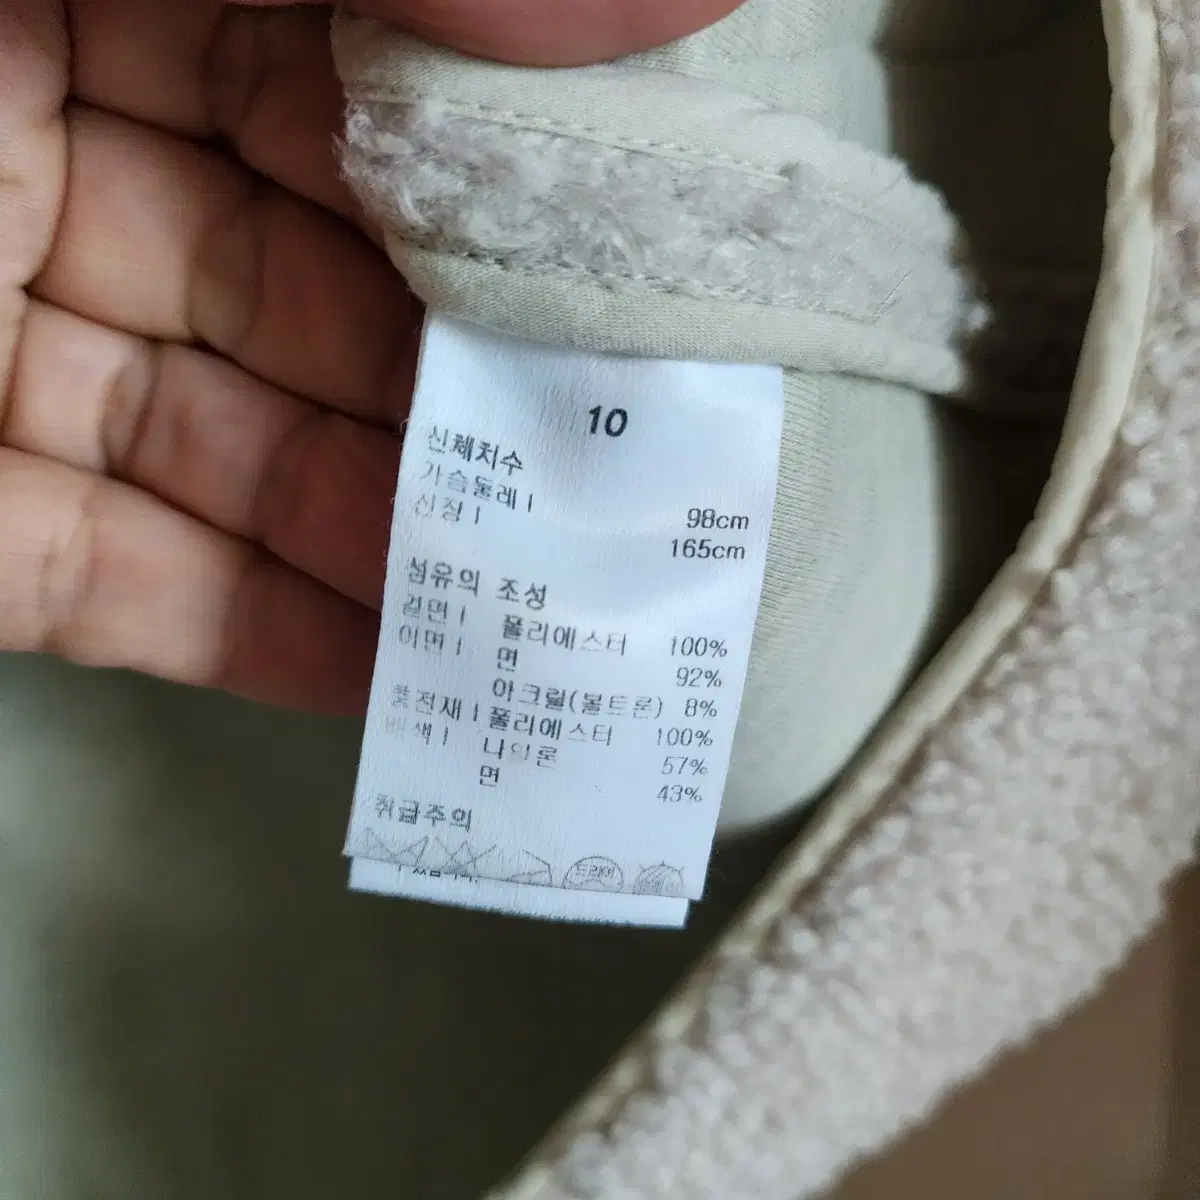 10
신체치수
가슴둘레 | 98cm
신장 | 165cm
섬유의 조성
겉면 | 폴리에스터 100%
이면 | 면 92%
아크릴(볼트론) 8%
충전재 | 폴리에스터 100%
배색 | 나일론 57%
면 43%
취급주의
드라이